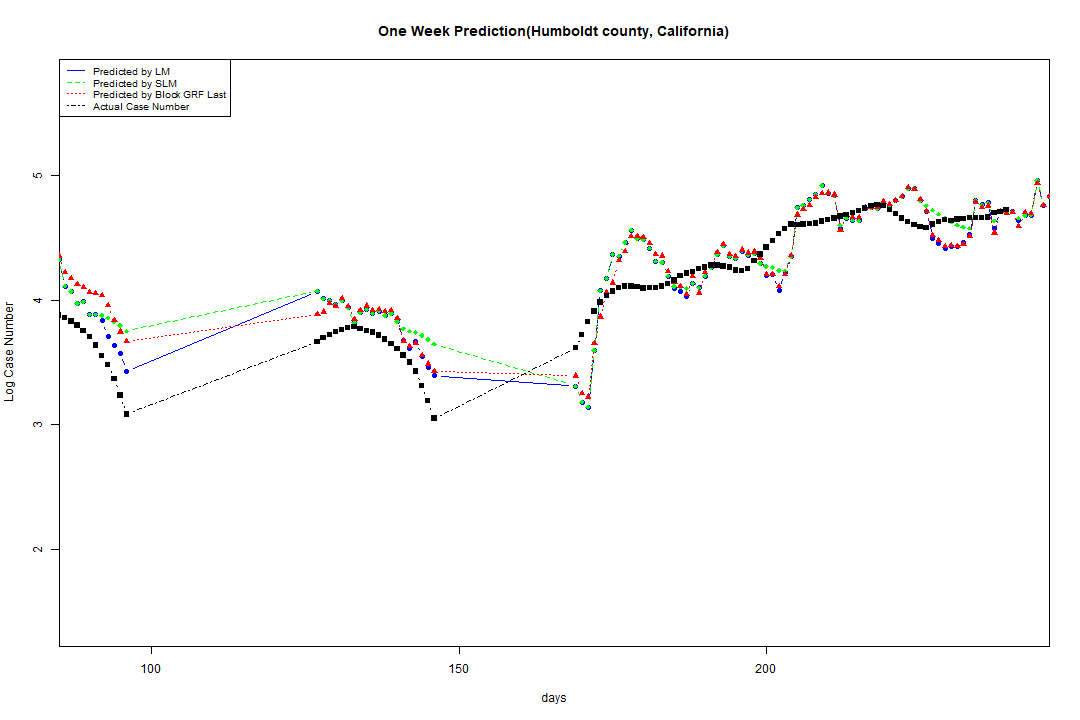 One Week Prediction(Humboldt county, California)
Predicted by LM
Predicted by SLM
Predicted by Block GRF Last
Actual Case Number
5
4
3
2
Log Case Number
100 150 200
days